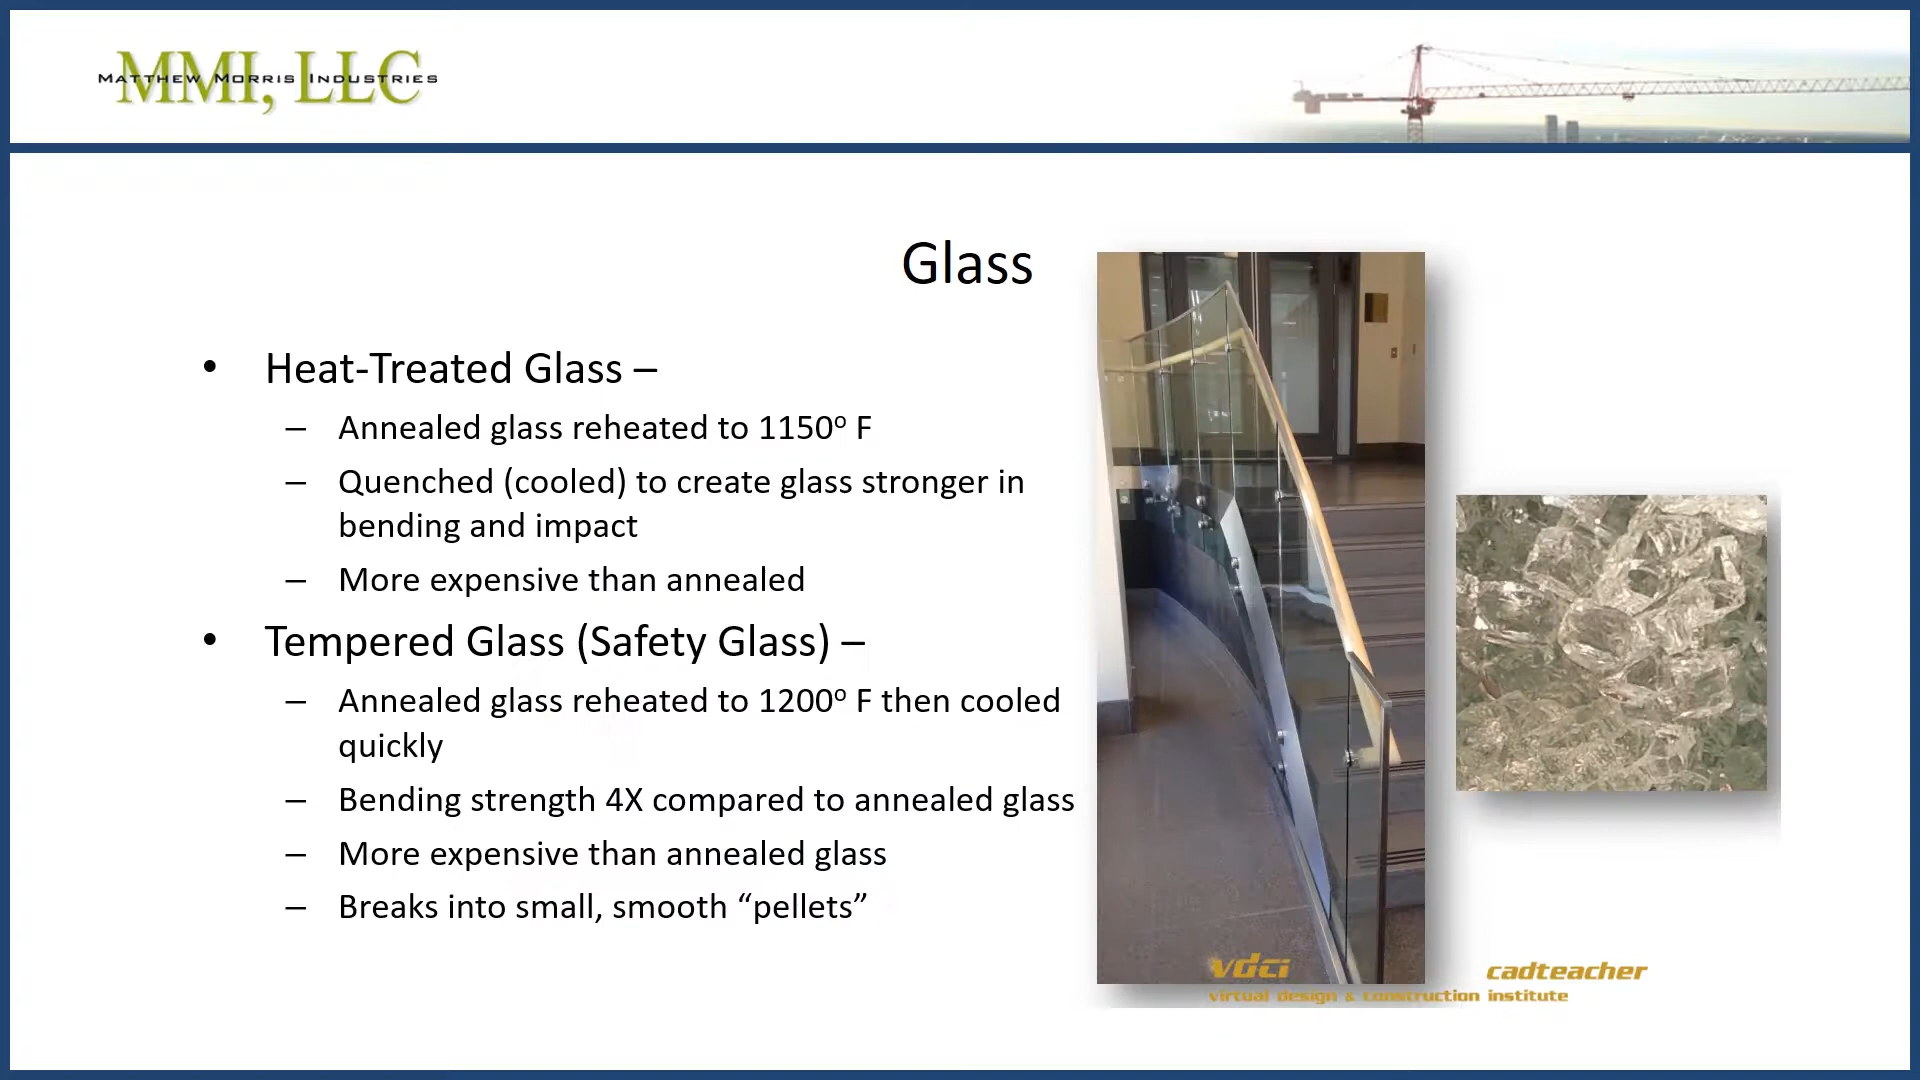 MMI, LLC
Matthew Morris Industries
Glass
• Heat-Treated Glass –
– Annealed glass reheated to 1150º F
– Quenched (cooled) to create glass stronger in
bending and impact
– More expensive than annealed
• Tempered Glass (Safety Glass) –
– Annealed glass reheated to 1200º F then cooled
quickly
– Bending strength 4X compared to annealed glass
– More expensive than annealed glass
– Breaks into small, smooth “pellets”
vdci cadteacher
virtual design & construction institute